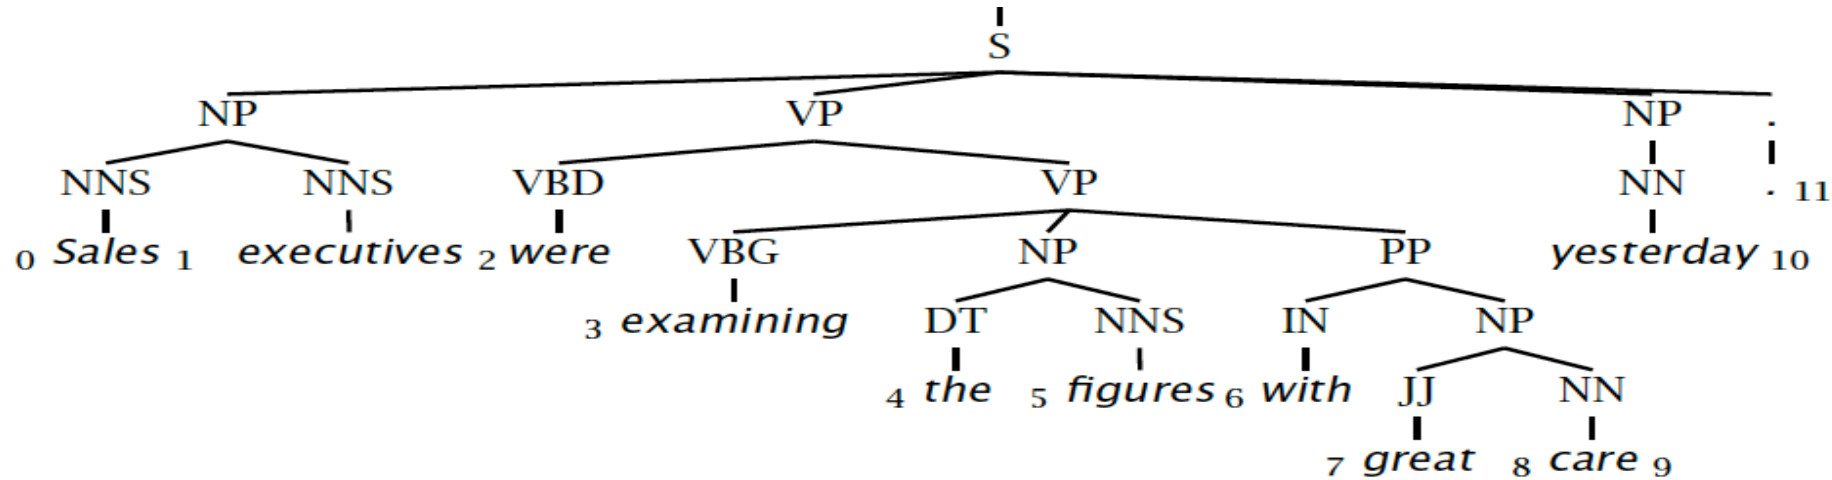 S
NP VP NP .
NNS NNS VBD VP NN . 11
0 Sales 1 executives 2 were VBG NP PP yesterday 10
3 examining DT NNS IN NP
4 the 5 figures 6 with JJ NN
7 great 8 care 9